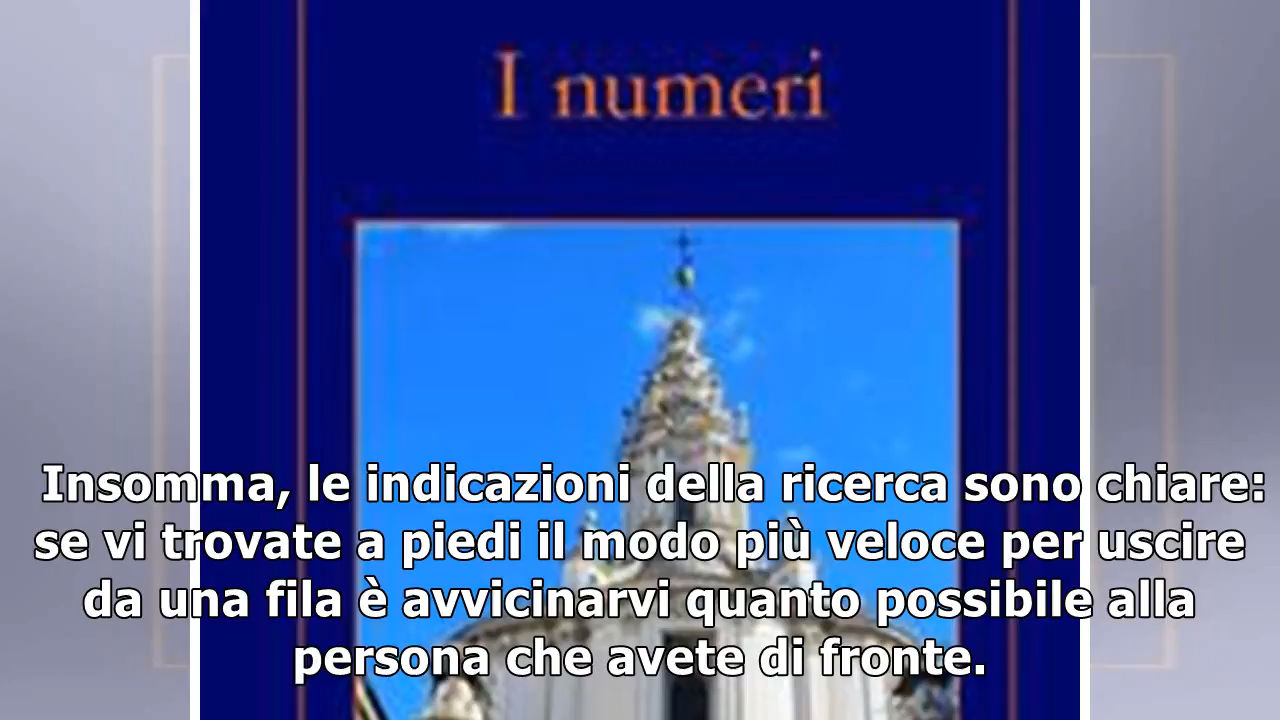 I numeri
Insomma, le indicazioni della ricerca sono chiare:
se vi trovate a piedi il modo più veloce per uscire
da una fila è avvicinarvi quanto possibile alla
persona che avete di fronte.